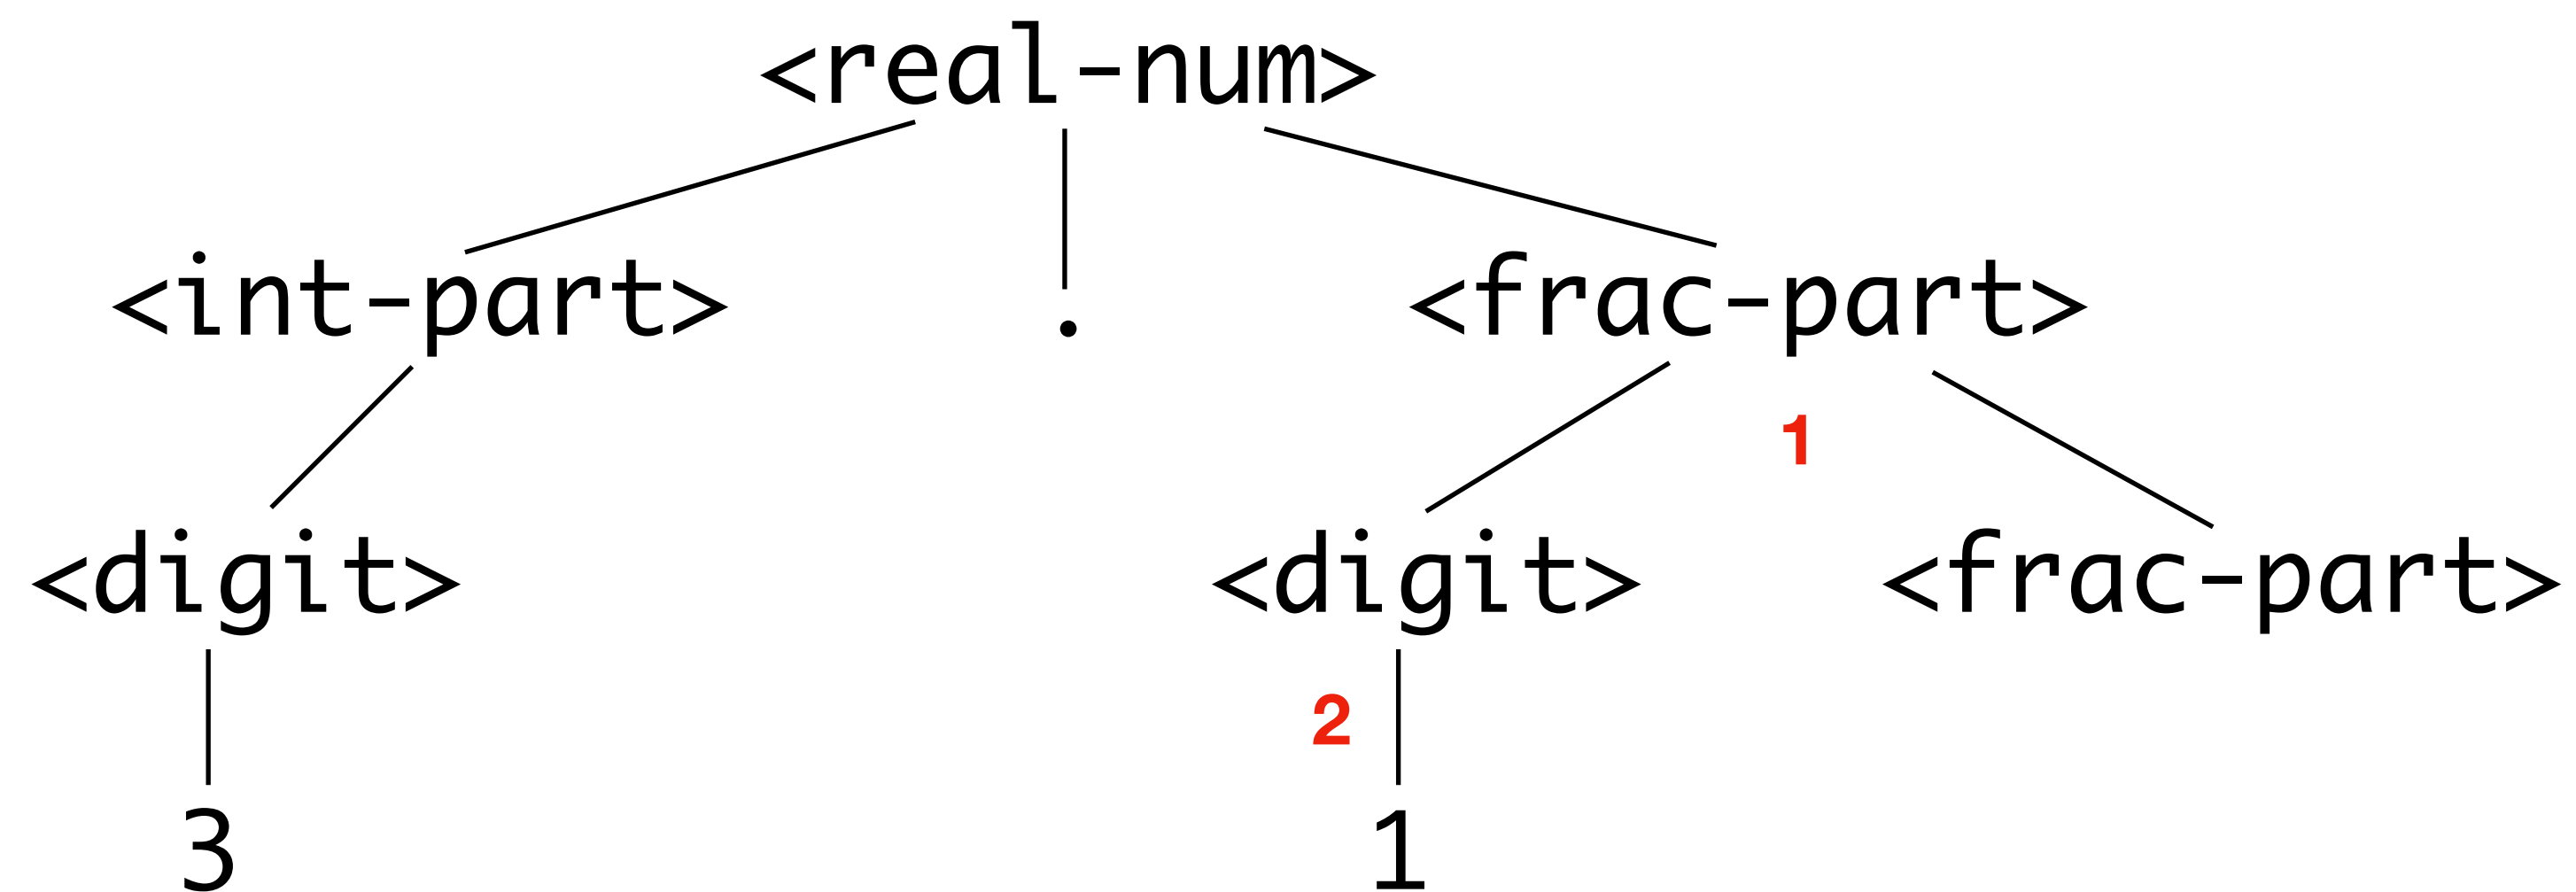 <real-num>
<int-part> . <frac-part>
1
<digit> <digit> <frac-part>
2
3 1